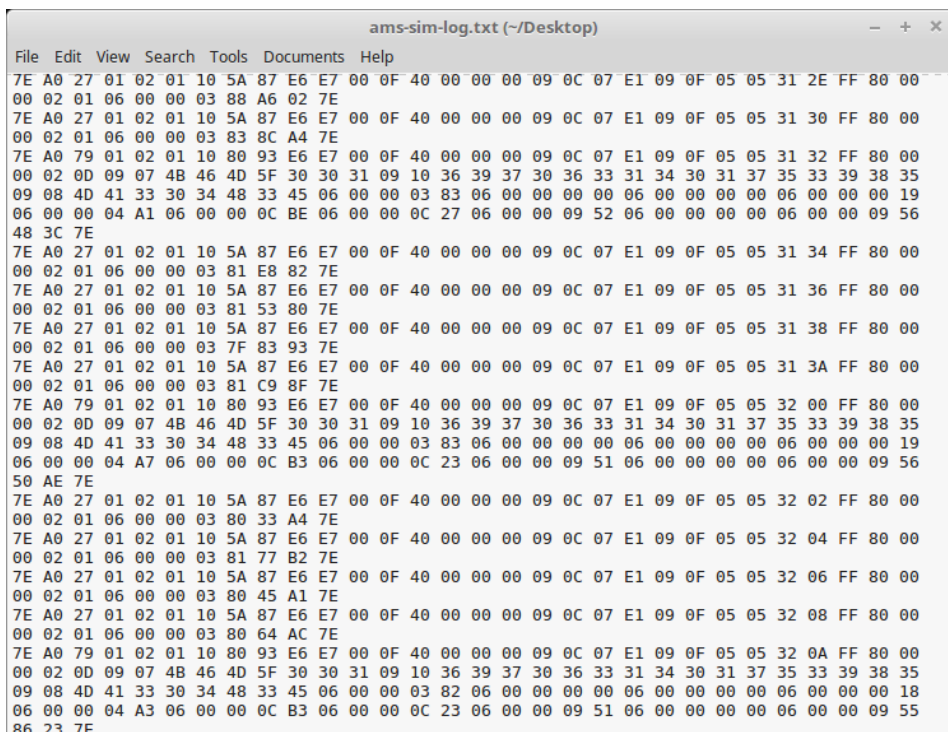 ams-sim-log.txt (~/Desktop)
File Edit View Search Tools Documents Help
7E A0 27 01 02 01 10 5A 87 E6 E7 00 0F 40 00 00 00 09 0C 07 E1 09 0F 05 05 31 2E FF 80 00
00 02 01 06 00 00 03 88 A6 02 7E
7E A0 27 01 02 01 10 5A 87 E6 E7 00 0F 40 00 00 00 09 0C 07 E1 09 0F 05 05 31 30 FF 80 00
00 02 01 06 00 00 03 83 8C A4 7E
7E A0 79 01 02 01 10 80 93 E6 E7 00 0F 40 00 00 00 09 0C 07 E1 09 0F 05 05 31 32 FF 80 00
00 02 0D 09 07 4B 46 4D 5F 30 30 31 09 10 36 39 37 30 36 33 31 34 30 31 37 35 33 39 38 35
09 08 4D 41 33 30 34 48 33 45 06 00 00 03 83 06 00 00 00 00 06 00 00 00 00 06 00 00 00 19
06 00 00 04 A1 06 00 00 0C BE 06 00 00 0C 27 06 00 00 09 52 06 00 00 00 00 06 00 00 09 56
48 3C 7E
7E A0 27 01 02 01 10 5A 87 E6 E7 00 0F 40 00 00 00 09 0C 07 E1 09 0F 05 05 31 34 FF 80 00
00 02 01 06 00 00 03 81 E8 82 7E
7E A0 27 01 02 01 10 5A 87 E6 E7 00 0F 40 00 00 00 09 0C 07 E1 09 0F 05 05 31 36 FF 80 00
00 02 01 06 00 00 03 81 53 80 7E
7E A0 27 01 02 01 10 5A 87 E6 E7 00 0F 40 00 00 00 09 0C 07 E1 09 0F 05 05 31 38 FF 80 00
00 02 01 06 00 00 03 7F 83 93 7E
7E A0 27 01 02 01 10 5A 87 E6 E7 00 0F 40 00 00 00 09 0C 07 E1 09 0F 05 05 31 3A FF 80 00
00 02 01 06 00 00 03 81 C9 8F 7E
7E A0 79 01 02 01 10 80 93 E6 E7 00 0F 40 00 00 00 09 0C 07 E1 09 0F 05 05 32 00 FF 80 00
00 02 0D 09 07 4B 46 4D 5F 30 30 31 09 10 36 39 37 30 36 33 31 34 30 31 37 35 33 39 38 35
09 08 4D 41 33 30 34 48 33 45 06 00 00 03 83 06 00 00 00 00 06 00 00 00 00 06 00 00 00 19
06 00 00 04 A7 06 00 00 0C B3 06 00 00 0C 23 06 00 00 09 51 06 00 00 00 00 06 00 00 09 56
50 AE 7E
7E A0 27 01 02 01 10 5A 87 E6 E7 00 0F 40 00 00 00 09 0C 07 E1 09 0F 05 05 32 02 FF 80 00
00 02 01 06 00 00 03 80 33 A4 7E
7E A0 27 01 02 01 10 5A 87 E6 E7 00 0F 40 00 00 00 09 0C 07 E1 09 0F 05 05 32 04 FF 80 00
00 02 01 06 00 00 03 81 77 B2 7E
7E A0 27 01 02 01 10 5A 87 E6 E7 00 0F 40 00 00 00 09 0C 07 E1 09 0F 05 05 32 06 FF 80 00
00 02 01 06 00 00 03 80 45 A1 7E
7E A0 27 01 02 01 10 5A 87 E6 E7 00 0F 40 00 00 00 09 0C 07 E1 09 0F 05 05 32 08 FF 80 00
00 02 01 06 00 00 03 80 64 AC 7E
7E A0 79 01 02 01 10 80 93 E6 E7 00 0F 40 00 00 00 09 0C 07 E1 09 0F 05 05 32 0A FF 80 00
00 02 0D 09 07 4B 46 4D 5F 30 30 31 09 10 36 39 37 30 36 33 31 34 30 31 37 35 33 39 38 35
09 08 4D 41 33 30 34 48 33 45 06 00 00 03 82 06 00 00 00 00 06 00 00 00 00 06 00 00 00 18
06 00 00 04 A3 06 00 00 0C B3 06 00 00 0C 23 06 00 00 09 51 06 00 00 00 00 06 00 00 09 55
86 23 7E